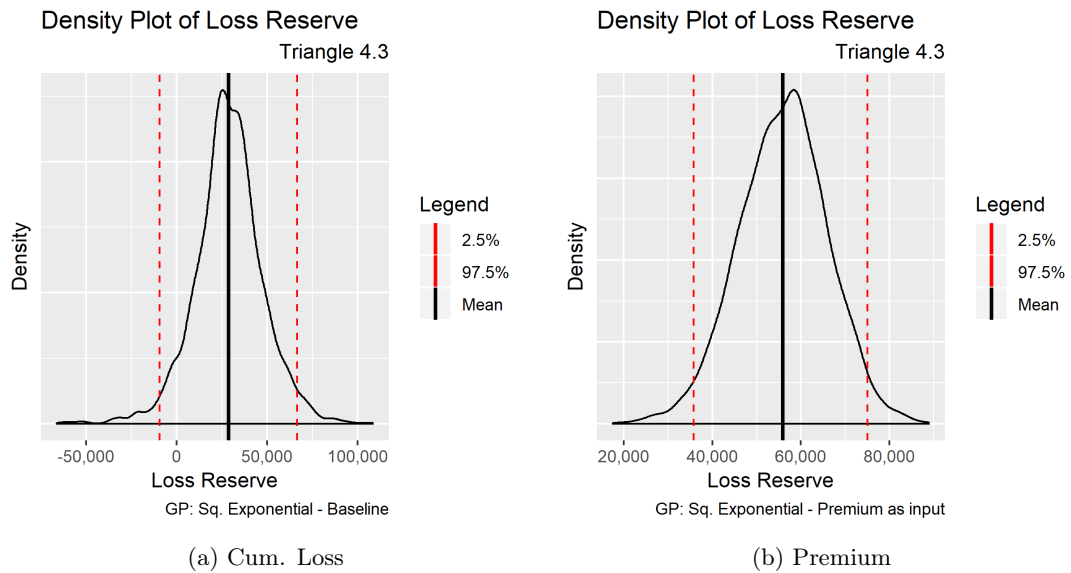 Density Plot of Loss Reserve
Triangle 4.3
Density
-50,000 0 50,000 100,000
Loss Reserve
GP: Sq. Exponential - Baseline
Legend
2.5%
97.5%
Mean
(a) Cum. Loss
Density Plot of Loss Reserve
Triangle 4.3
Density
20,000 40,000 60,000 80,000
Loss Reserve
GP: Sq. Exponential - Premium as input
Legend
2.5%
97.5%
Mean
(b) Premium